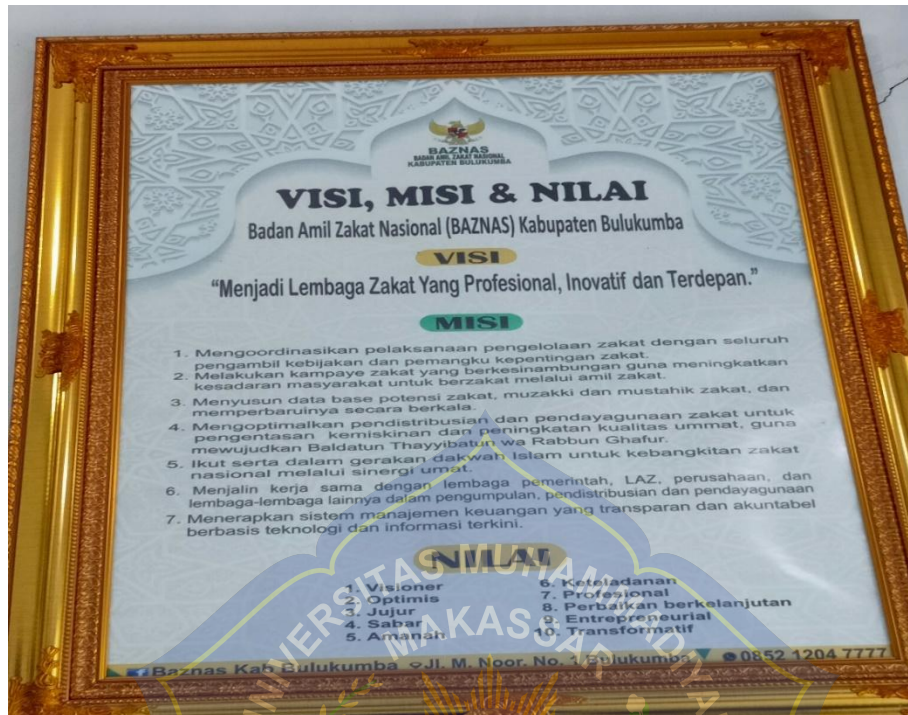 BAZNAS
BADAN AMIL ZAKAT NASIONAL
KABUPATEN BULUKUMBA
VISI, MISI & NILAI
Badan Amil Zakat Nasional (BAZNAS) Kabupaten Bulukumba
VISI
“Menjadi Lembaga Zakat Yang Profesional, Inovatif dan Terdepan.”
MISI
1. Mengoordinasikan pelaksanaan pengelolaan zakat dengan seluruh
pengambil kebijakan dan pemangku kepentingan zakat.
2. Melakukan kampaye zakat yang berkesinambungan guna meningkatkan
kesadaran masyarakat untuk berzakat melalui amil zakat.
3. Menyusun data base potensi zakat, muzakki dan mustahik zakat, dan
memperbaruinya secara berkala.
4. Mengoptimalkan pendistribusian dan pendayagunaan zakat untuk
pengentasan kemiskinan dan peningkatan kualitas ummat, guna
mewujudkan Baldatun Thayyibatun wa Rabbun Ghafur.
5. Ikut serta dalam gerakan dakwah Islam untuk kebangkitan zakat
nasional melalui sinergi umat.
6. Menjalin kerja sama dengan lembaga pemerintah, LAZ, perusahaan, dan
lembaga-lembaga lainnya dalam pengumpulan, pendistribusian dan pendayagunaan
7. Menerapkan sistem manajemen keuangan yang transparan dan akuntabel
berbasis teknologi dan informasi terkini.
NILAI
1. Visioner
2. Optimis
3. Jujur
4. Sabar
5. Amanah
6. Keteladanan
7. Profesional
8. Perbaikan berkelanjutan
9. Entrepreneurial
10. Transformatif
Baznas Kab Bulukumba Jl. M. Noor. No. 1 Bulukumba 0852 1204 7777
MAKASSAR